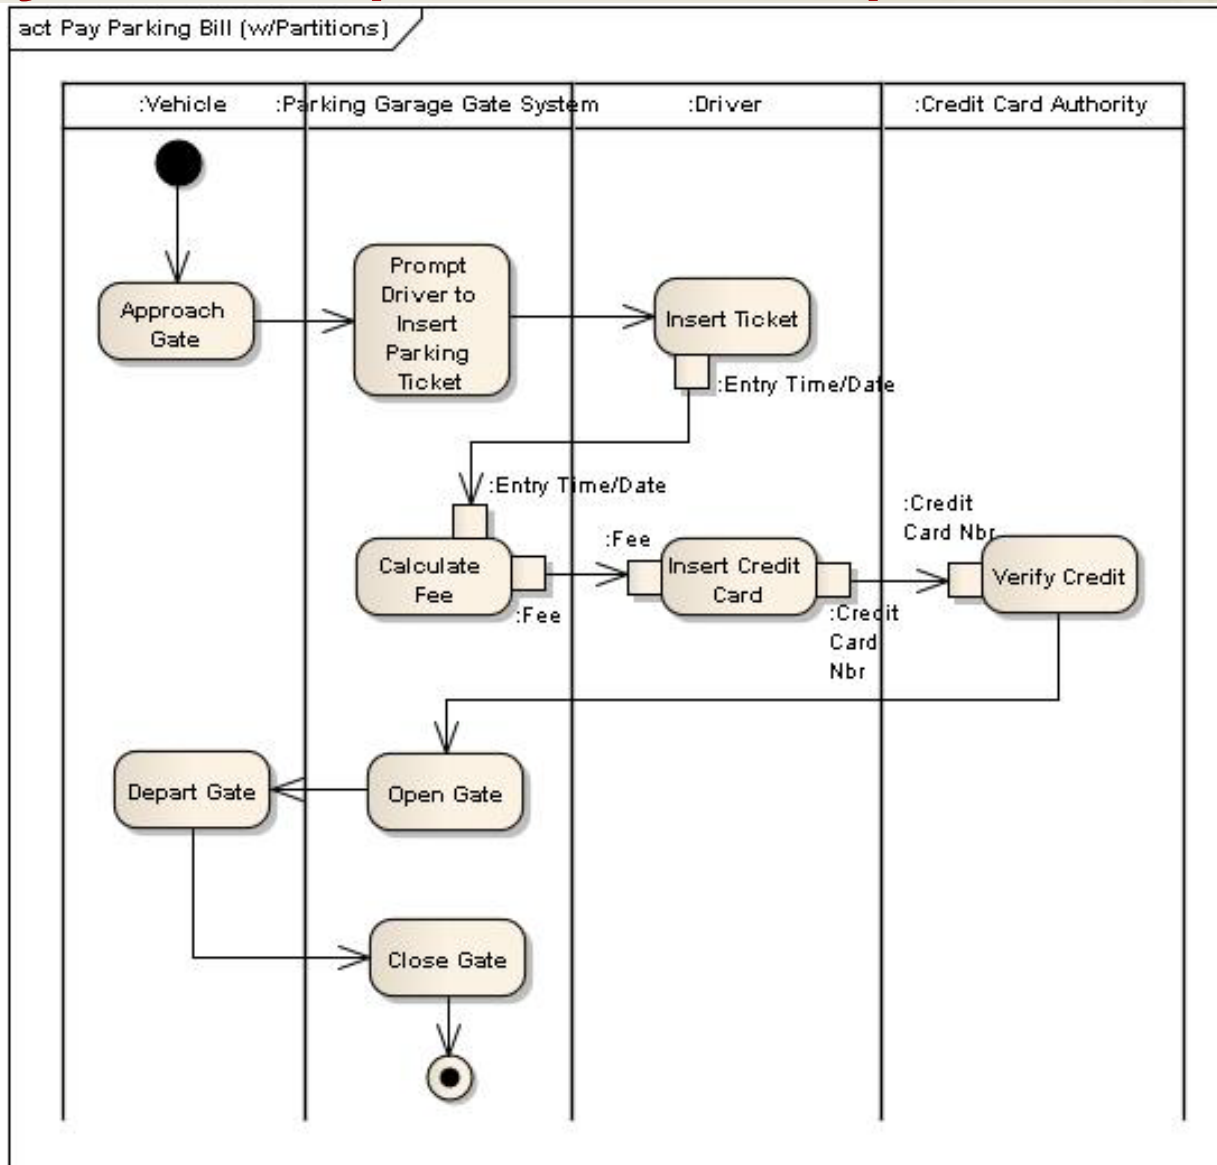 act Pay Parking Bill (w/Partitions)
:Vehicle
:Parking Garage Gate System
:Driver
:Credit Card Authority
Approach
Gate
Prompt
Driver to
Insert
Parking
Ticket
Insert Ticket
:Entry Time/Date
:Entry Time/Date
Calculate
Fee
:Fee
:Fee
Insert Credit
Card
:Credit
Card
Nbr
:Credit
Card Nbr
Verify Credit
Depart Gate
Open Gate
Close Gate